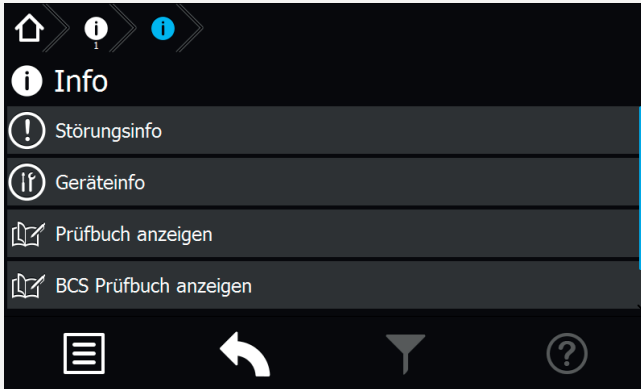 1
Info
Störungsinfo
Geräteinfo
Prüfbuch anzeigen
BCS Prüfbuch anzeigen